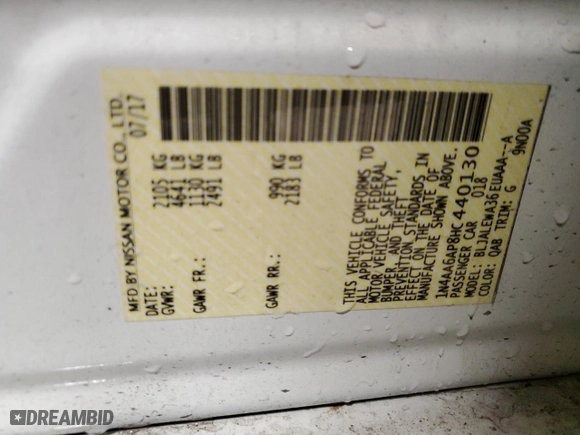 MFD BY NISSAN MOTOR CO., LTD.
DATE: 07/17
GVWR: 2105 KG
4641 LB
GAWR FR.: 1130 KG
2491 LB
GAWR RR.: 990 KG
2183 LB
THIS VEHICLE CONFORMS TO
ALL APPLICABLE FEDERAL
MOTOR VEHICLE SAFETY,
BUMPER, AND THEFT
PREVENTION STANDARDS IN
EFFECT ON THE DATE OF
MANUFACTURE SHOWN ABOVE.
1N4AA6AP8HC440130
PASSENGER CAR 018
MODEL: BLJALEWA36EUAAA--A
COLOR: QAB TRIM: G 9N00A
DREAMBID